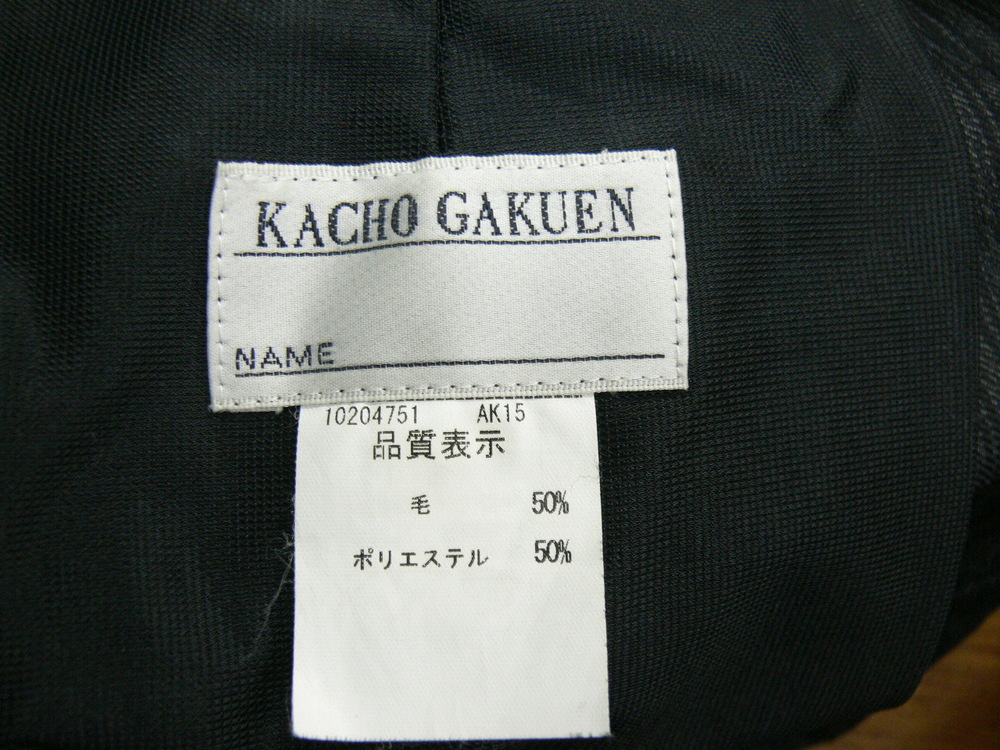 KACHO GAKUEN
NAME
10204751 AK15
品質表示
毛 50%
ポリエステル 50%